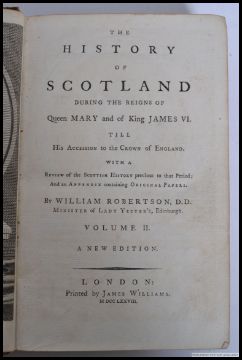 THE
HISTORY
OF
SCOTLAND
DURING THE REIGNS OF
Queen MARY and of King JAMES VI.
TILL
His Accession to the Crown of England.
WITH A
Review of the Scottish History previous to that Period;
And an Appendix containing Original Papers.
By WILLIAM ROBERTSON, D.D.
Minister of Lady Yester's, Edinburgh.
VOLUME II.
A NEW EDITION.
LONDON:
Printed by James Williams.
M DCC LXXVIII.